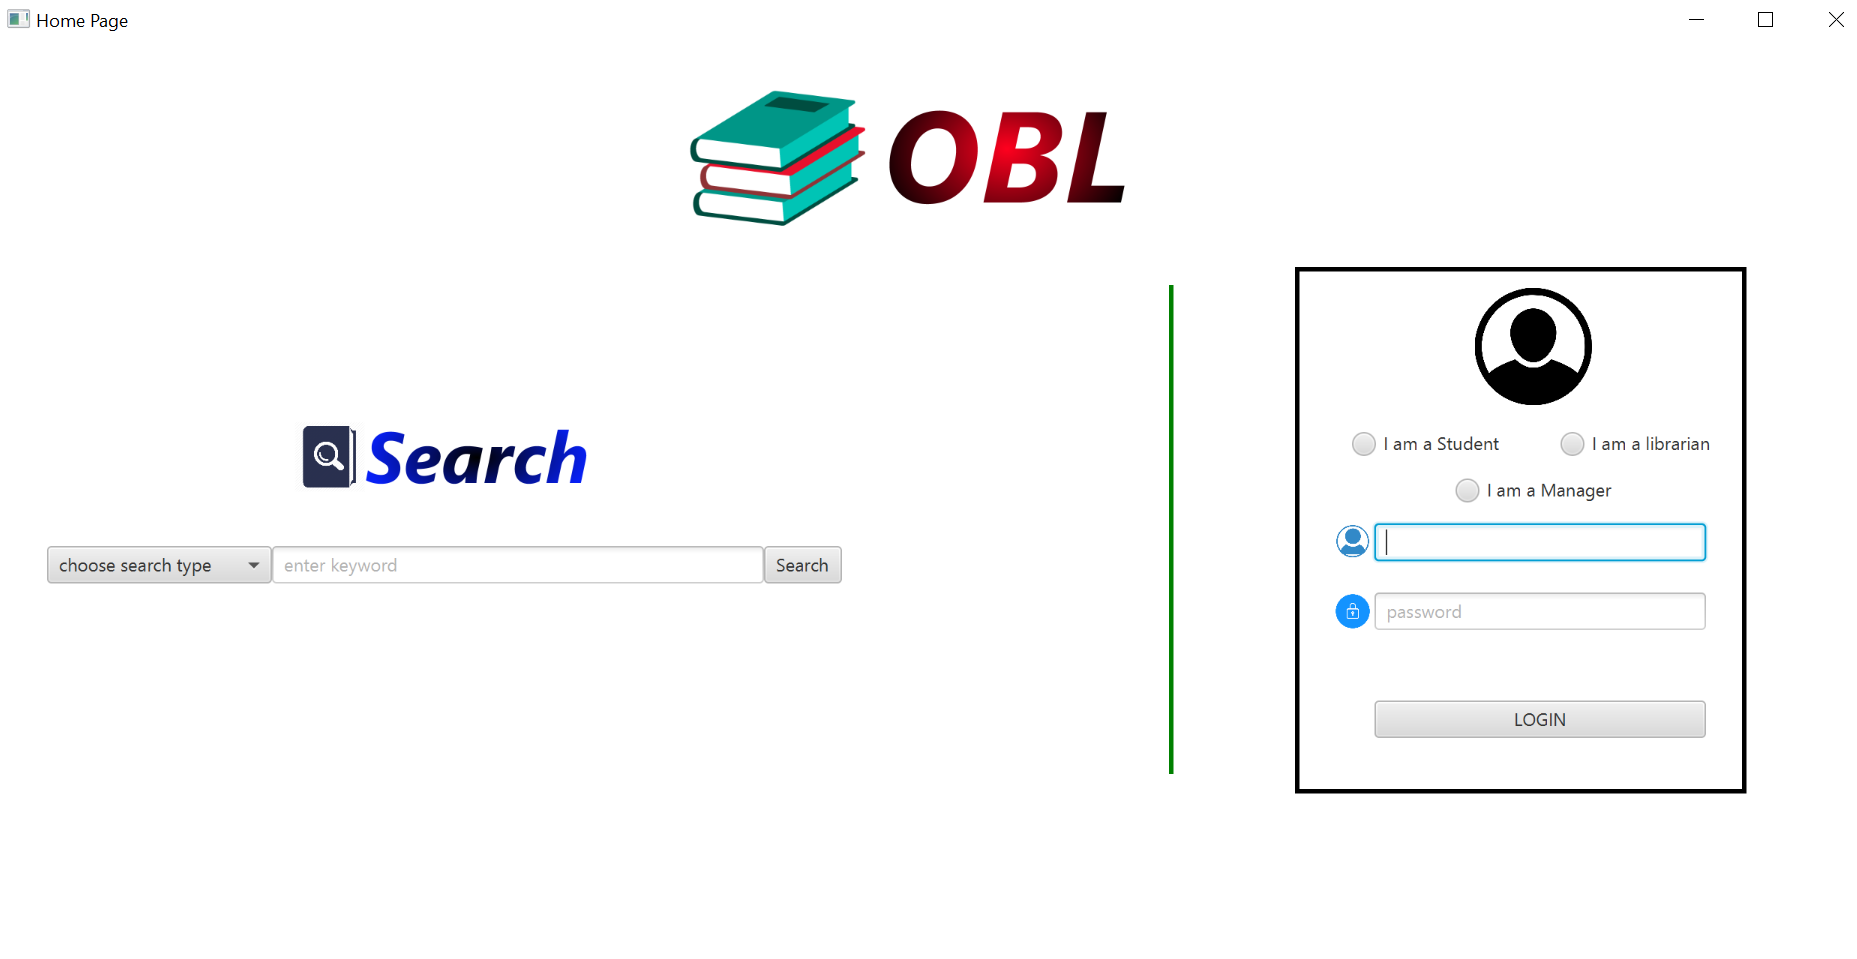 Home Page
OBL
Search
choose search type
enter keyword
Search
I am a Student
I am a librarian
I am a Manager
password
LOGIN